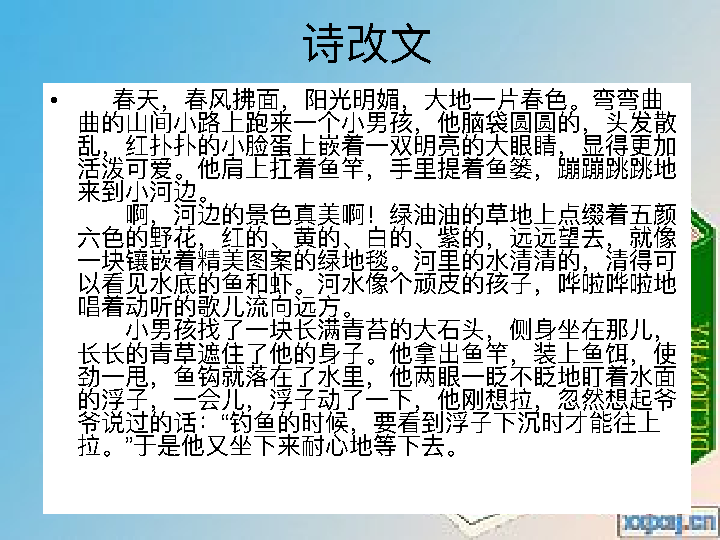 诗改文
• 春天，春风拂面，阳光明媚，大地一片春色。弯弯曲
曲的山间小路上跑来一个小男孩，他脑袋圆圆的，头发散
乱，红扑扑的小脸蛋上嵌着一双明亮的大眼睛，显得更加
活泼可爱。他肩上扛着鱼竿，手里提着鱼篓，蹦蹦跳跳地
来到小河边。
啊，河边的景色真美啊！绿油油的草地上点缀着五颜
六色的野花，红的、黄的、白的、紫的，远远望去，就像
一块镶嵌着精美图案的绿地毯。河里的水清清的，清得可
以看见水底的鱼和虾。河水像个顽皮的孩子，哗啦哗啦地
唱着动听的歌儿流向远方。
小男孩找了一块长满青苔的大石头，侧身坐在那儿，
长长的青草遮住了他的身子。他拿出鱼竿，装上鱼饵，使
劲一甩，鱼钩就落在了水里，他两眼一眨不眨地盯着水面
的浮子，一会儿，浮子动了一下，他刚想拉，忽然想起爷
爷说过的话：“钓鱼的时候，要看到浮子下沉时才能往上
拉。”于是他又坐下来耐心地等下去。